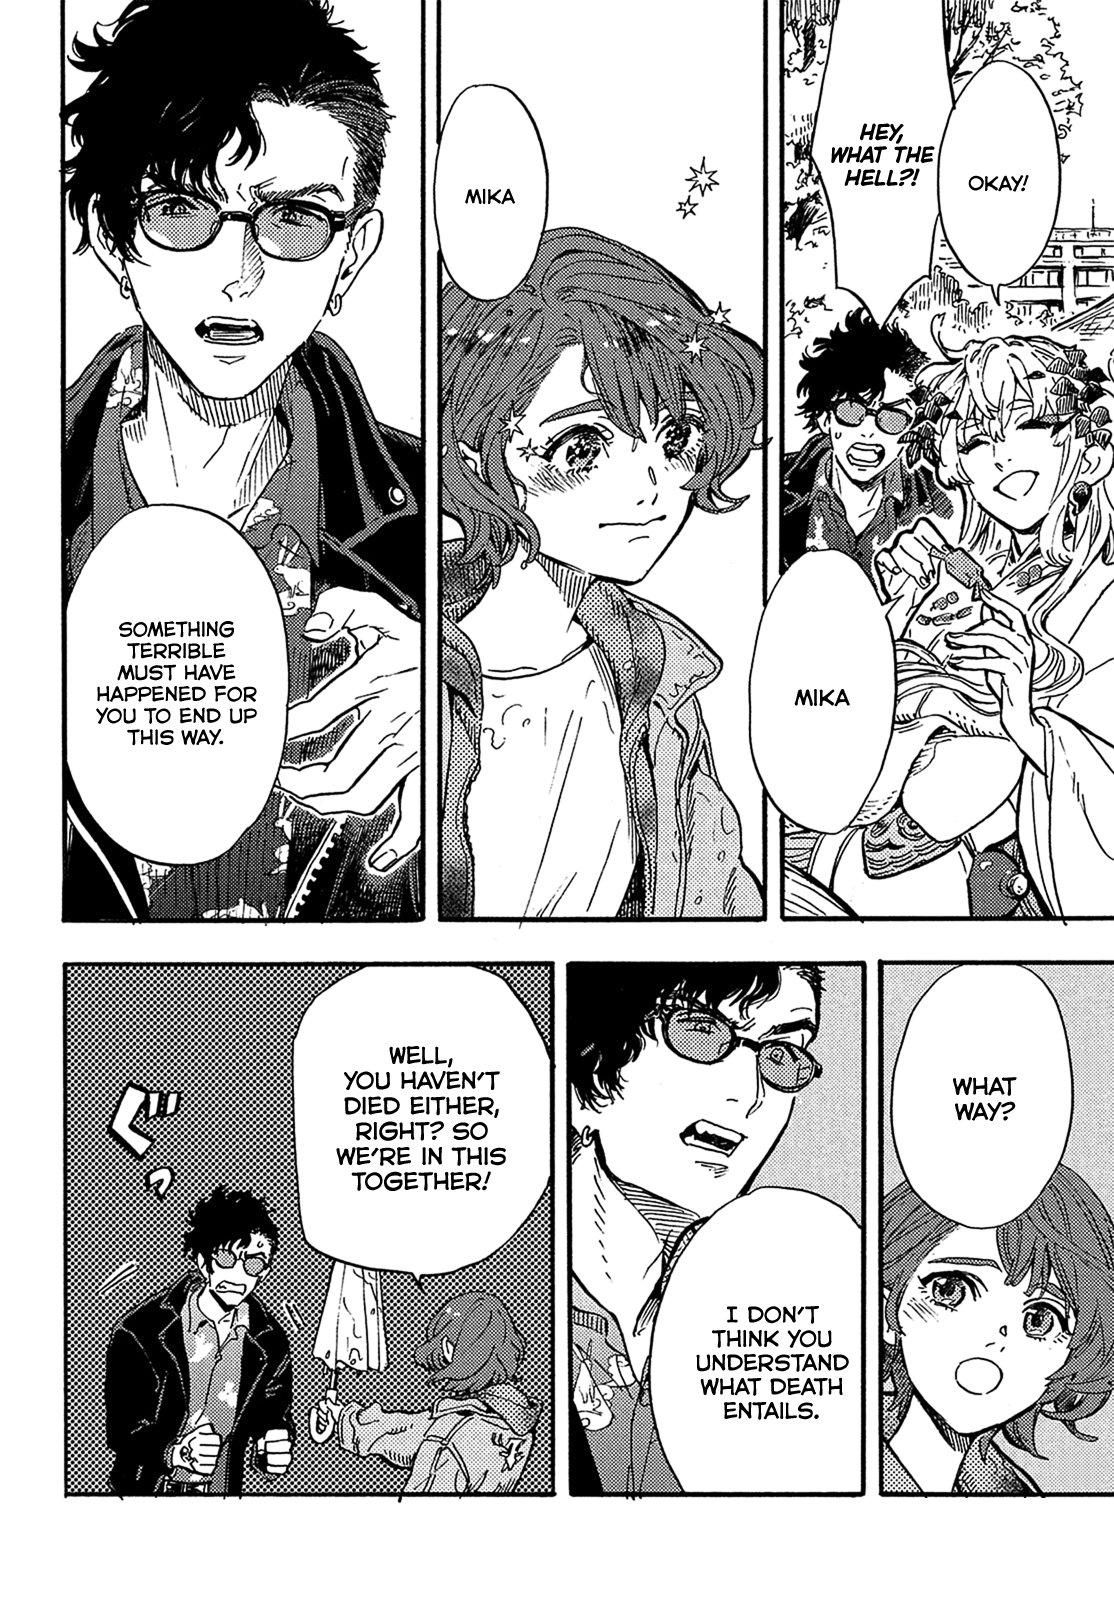 OKAY!
HEY,
WHAT THE
HELL?!
MIKA
MIKA
SOMETHING
TERRIBLE
MUST HAVE
HAPPENED FOR
YOU TO END UP
THIS WAY.
WHAT
WAY?
I DON'T
THINK YOU
UNDERSTAND
WHAT DEATH
ENTAILS.
WELL,
YOU HAVEN'T
DIED EITHER,
RIGHT? SO
WE'RE IN THIS
TOGETHER!
ぐっ